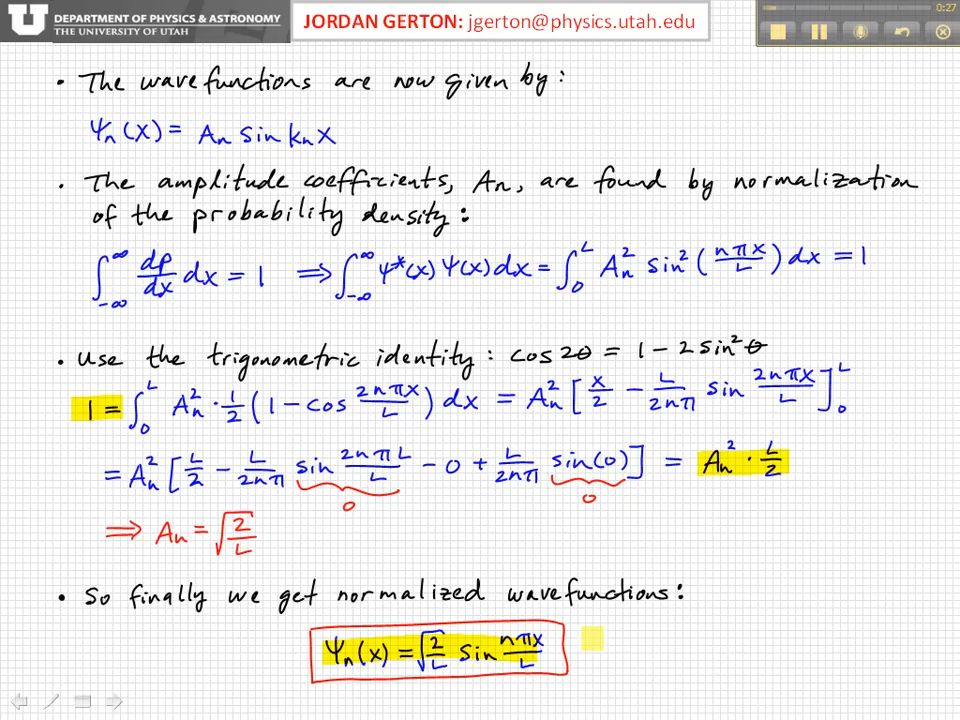 U DEPARTMENT OF PHYSICS & ASTRONOMY
THE UNIVERSITY OF UTAH
JORDAN GERTON: jgerton@physics.utah.edu
0:27
• The wavefunctions are now given by:
Ψₙ(x) = Aₙ sin kₙx
• The amplitude coefficients, Aₙ, are found by normalization
of the probability density:
∫_{-∞}^{∞} dp/dx dx = 1 ⟹ ∫_{-∞}^{∞} Ψ*(x) Ψ(x) dx = ∫_0^L Aₙ² sin² (nπx/L) dx = 1
• Use the trigonometric identity: cos 2θ = 1 − 2 sin²θ
1 = ∫_0^L Aₙ² · 1/2 (1 − cos 2nπx/L) dx = Aₙ² [x/2 − L/2nπ sin 2nπx/L]_0^L
= Aₙ² [L/2 − L/2nπ sin 2nπL/L − 0 + L/2nπ sin(0)] = Aₙ² · L/2
0 0
⟹ Aₙ = √(2/L)
• So finally we get normalized wavefunctions:
Ψₙ(x) = √(2/L) sin nπx/L